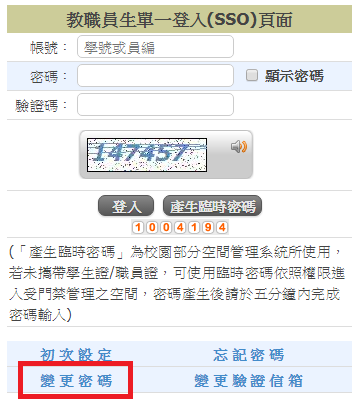 教職員生單一登入(SSO)頁面
帳號： 學號或員編
密碼： 顯示密碼
驗證碼：
147457
登入 產生臨時密碼
1004194
(「產生臨時密碼」為校園部分空間管理系統所使用，
若未攜帶學生證/職員證，可使用臨時密碼依照權限進
入受門禁管理之空間，密碼產生後請於五分鐘內完成
密碼輸入)
初次設定 忘記密碼
變更密碼 變更驗證信箱